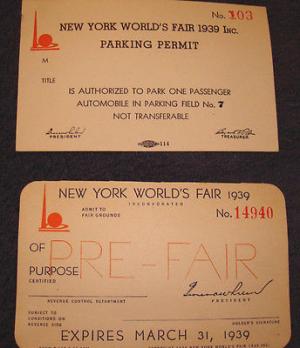 No. 103
NEW YORK WORLD'S FAIR 1939 INC.
PARKING PERMIT
M
TITLE
IS AUTHORIZED TO PARK ONE PASSENGER
AUTOMOBILE IN PARKING FIELD No. 7
NOT TRANSFERABLE
PRESIDENT
TREASURER
114
NEW YORK WORLD'S FAIR 1939
INCORPORATED
ADMIT TO
FAIR GROUNDS
No. 14940
OF
PRE-FAIR
PURPOSE
CERTIFIED
REVENUE CONTROL DEPARTMENT
PRESIDENT
SUBJECT TO
CONDITIONS ON
REVERSE SIDE
HOLDER'S SIGNATURE
EXPIRES MARCH 31, 1939